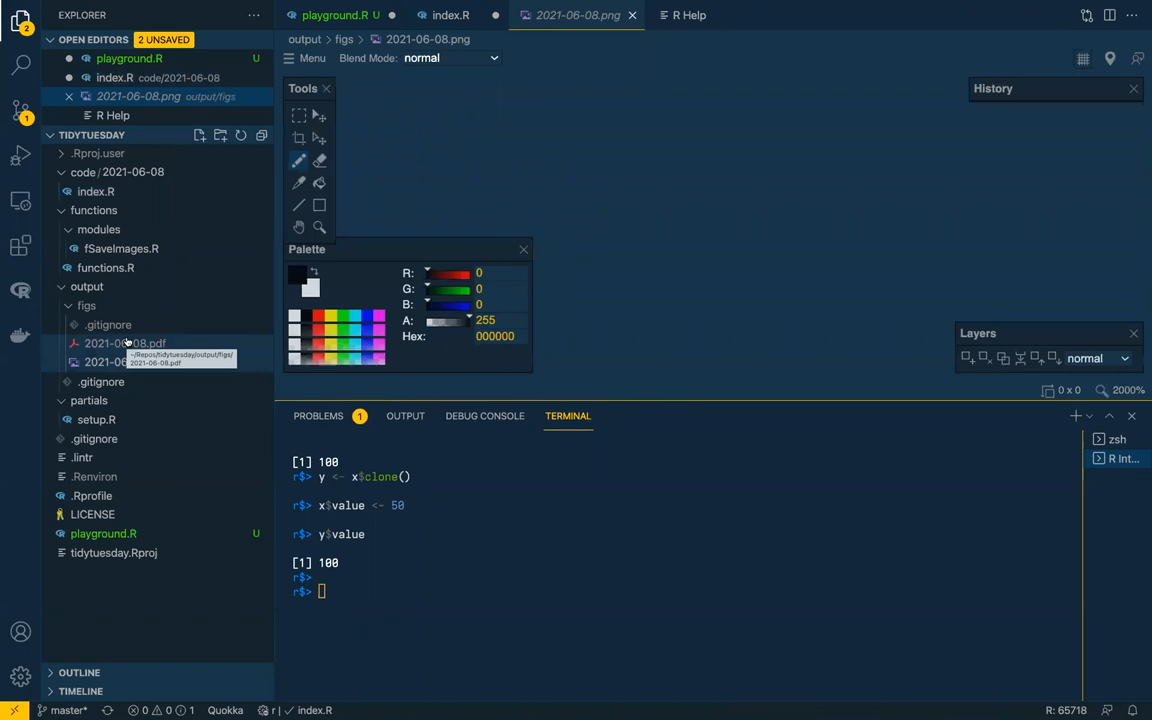 EXPLORER
2
OPEN EDITORS 2 UNSAVED
playground.R U
index.R code/2021-06-08
2021-06-08.png output/figs
R Help
TIDYTUESDAY
.Rproj.user
code / 2021-06-08
index.R
functions
modules
fSaveImages.R
functions.R
output
figs
.gitignore
2021-06-08.pdf
~/Repos/tidytuesday/output/figs/
2021-06-08.pdf
2021-06
.gitignore
partials
setup.R
.gitignore
.lintr
.Renviron
.Rprofile
LICENSE
playground.R U
tidytuesday.Rproj
OUTLINE
TIMELINE
1
playground.R U
index.R
2021-06-08.png
R Help
output > figs > 2021-06-08.png
Menu Blend Mode: normal
Tools
History
Palette
R: 0
G: 0
B: 0
A: 255
Hex: 000000
Layers
normal
0 x 0 2000%
PROBLEMS 1 OUTPUT DEBUG CONSOLE TERMINAL
[1] 100
r$> y <- x$clone()
r$> x$value <- 50
r$> y$value
[1] 100
r$>
r$>
zsh
R Int...
master* 0 0 1 Quokka r | ✓ index.R R: 65718